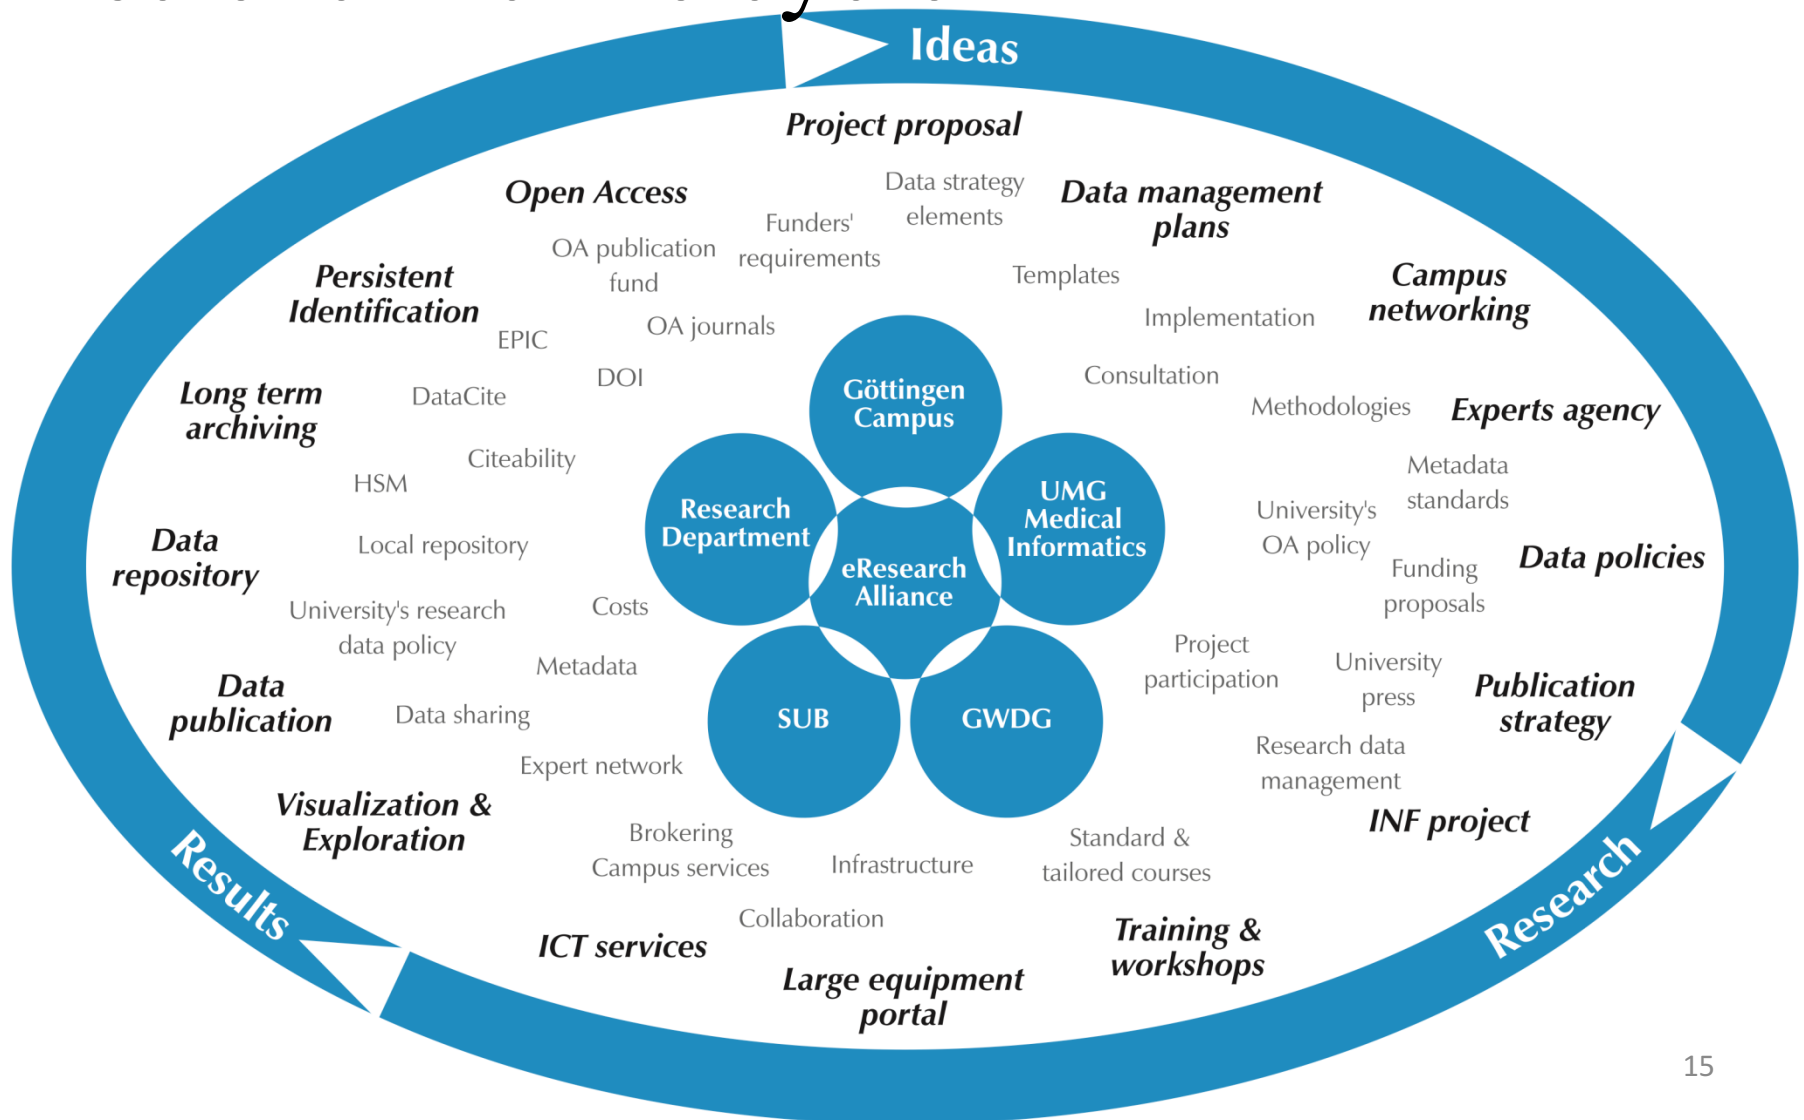 Ideas
Project proposal
Open Access
Data strategy
elements
Data management
plans
Funders'
requirements
OA publication
fund
Persistent
Identification
Templates
Campus
networking
Implementation
OA journals
EPIC
DOI
Consultation
DataCite
Long term
archiving
Göttingen
Campus
Methodologies
Experts agency
Citeability
HSM
Metadata
standards
Research
Department
UMG
Medical
Informatics
University's
OA policy
Data
repository
Local repository
eResearch
Alliance
Funding
proposals
Data policies
University's research
data policy
Costs
Metadata
Project
participation
University
press
Data
publication
Data sharing
SUB
GWDG
Publication
strategy
Expert network
Research data
management
Visualization &
Exploration
INF project
Brokering
Campus services
Infrastructure
Standard &
tailored courses
Results
Research
Collaboration
ICT services
Training &
workshops
Large equipment
portal
15